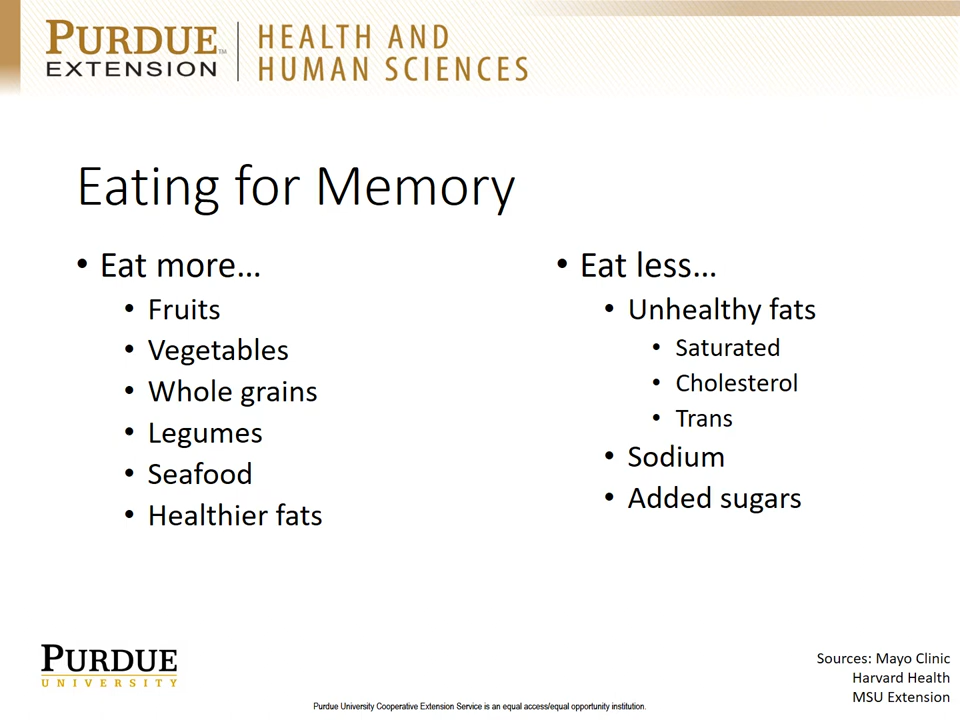 PURDUE™
EXTENSION
HEALTH AND
HUMAN SCIENCES
Eating for Memory
• Eat more…
• Fruits
• Vegetables
• Whole grains
• Legumes
• Seafood
• Healthier fats
• Eat less…
• Unhealthy fats
• Saturated
• Cholesterol
• Trans
• Sodium
• Added sugars
PURDUE
UNIVERSITY
Sources: Mayo Clinic
Harvard Health
MSU Extension
Purdue University Cooperative Extension Service is an equal access/equal opportunity institution.